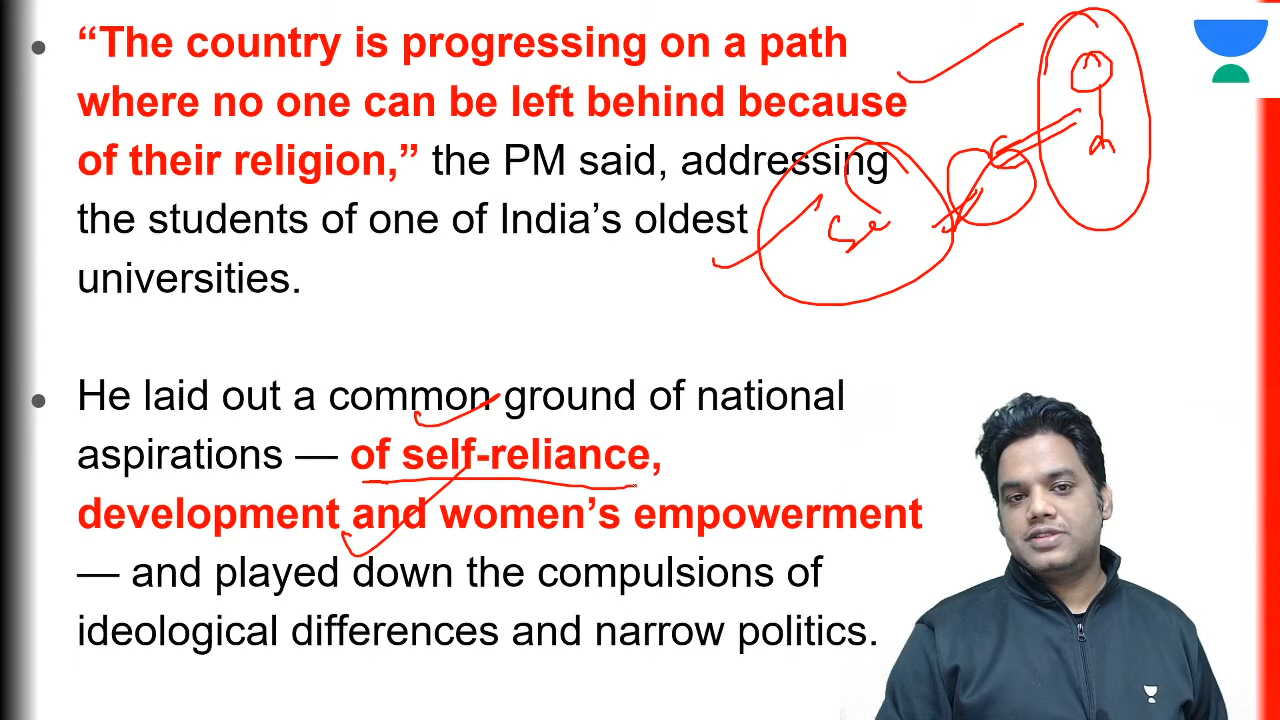 “The country is progressing on a path
where no one can be left behind because
of their religion,” the PM said, addressing
the students of one of India’s oldest
universities.
He laid out a common ground of national
aspirations — of self-reliance,
development and women’s empowerment
— and played down the compulsions of
ideological differences and narrow politics.